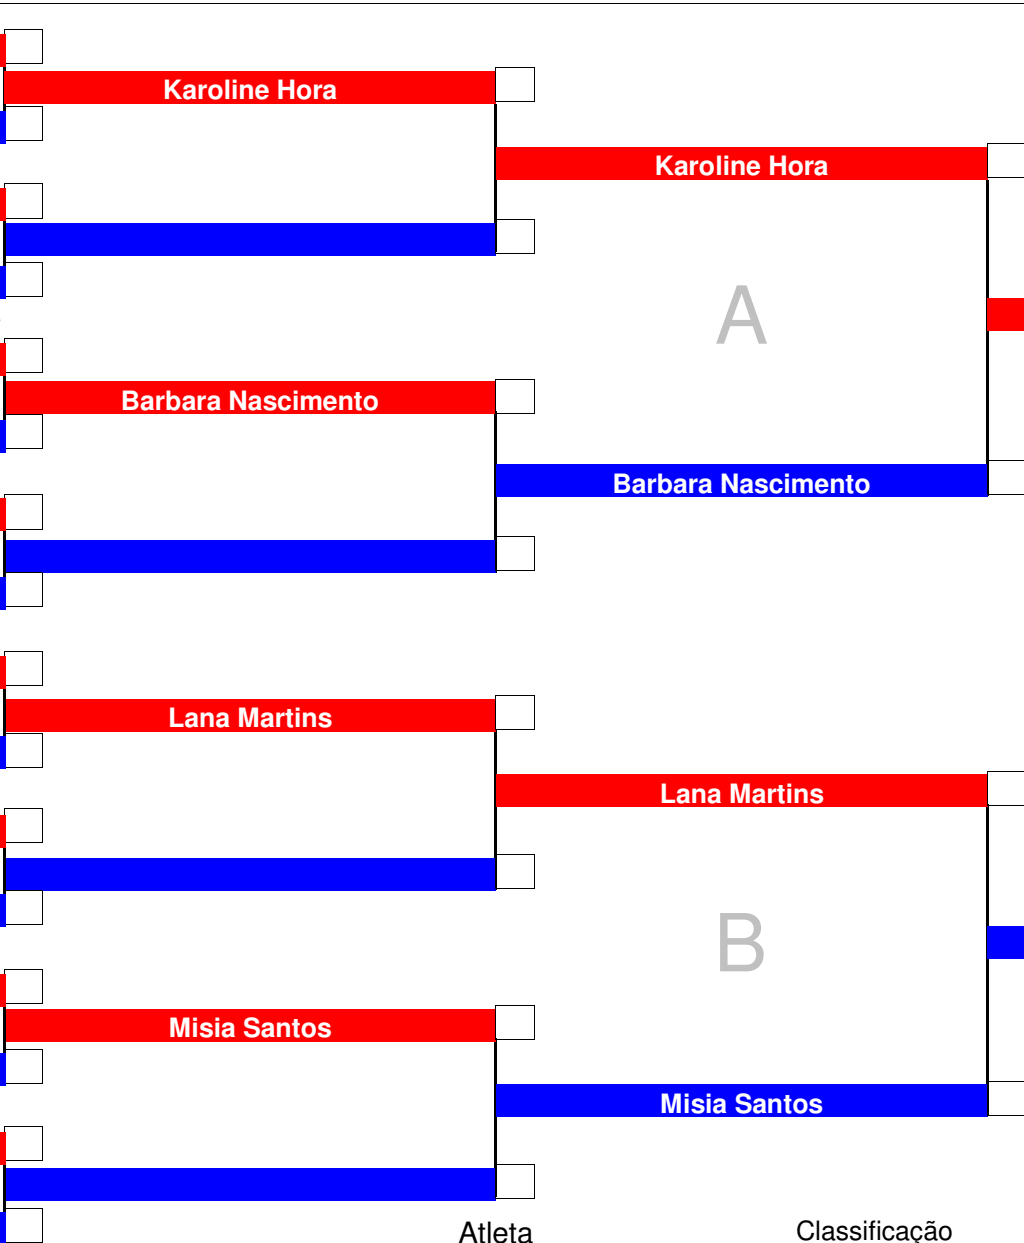 Karoline Hora
Karoline Hora
A
Barbara Nascimento
Barbara Nascimento
Lana Martins
Lana Martins
B
Misia Santos
Misia Santos
Atleta
Classificação